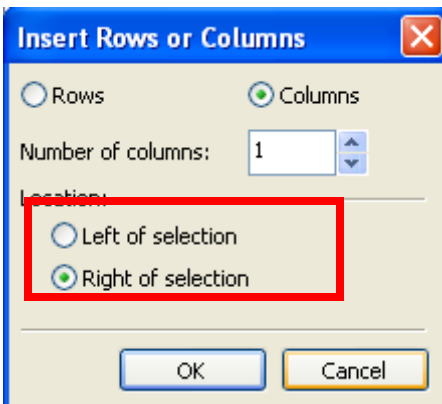 Insert Rows or Columns
Rows Columns
Number of columns: 1
Location:
Left of selection
Right of selection
OK Cancel